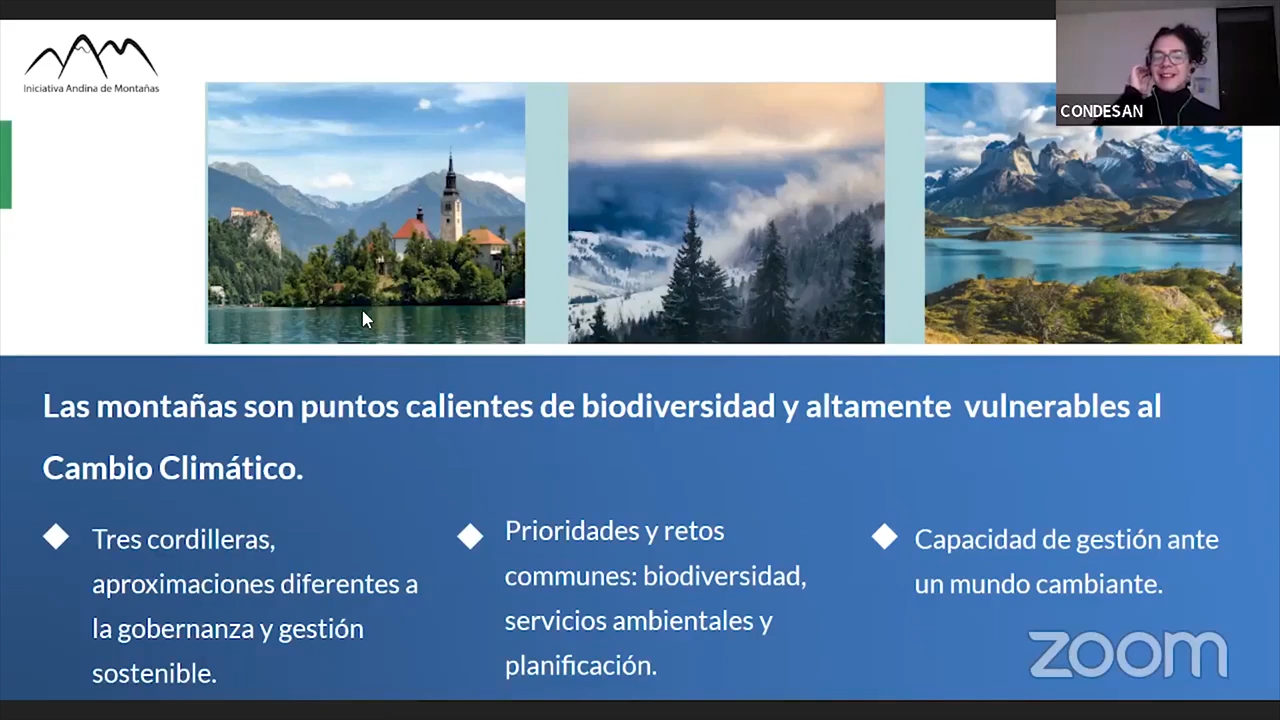 Iniciativa Andina de Montañas
CONDESAN
Las montañas son puntos calientes de biodiversidad y altamente vulnerables al
Cambio Climático.
Tres cordilleras,
aproximaciones diferentes a
la gobernanza y gestión
sostenible.
Prioridades y retos
communes: biodiversidad,
servicios ambientales y
planificación.
Capacidad de gestión ante
un mundo cambiante.
zoom